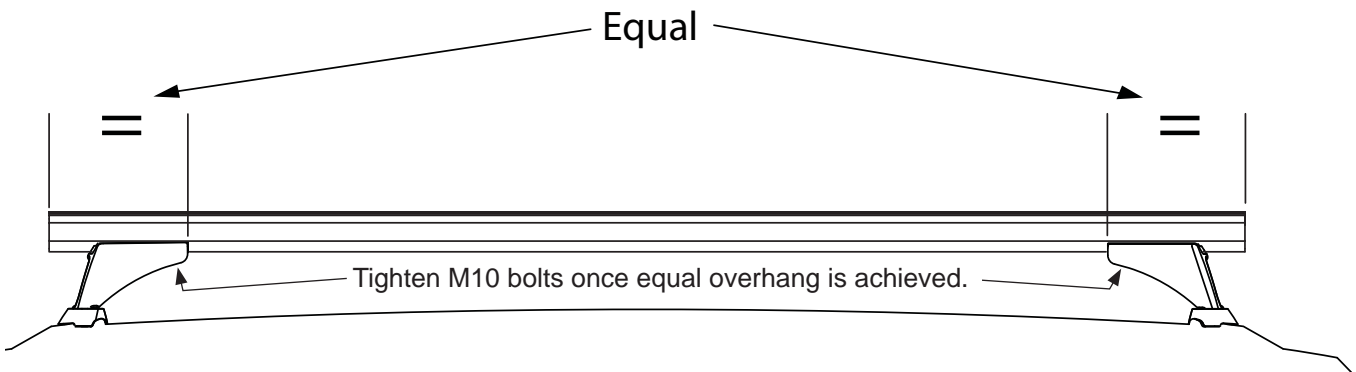 Equal
=
=
Tighten M10 bolts once equal overhang is achieved.